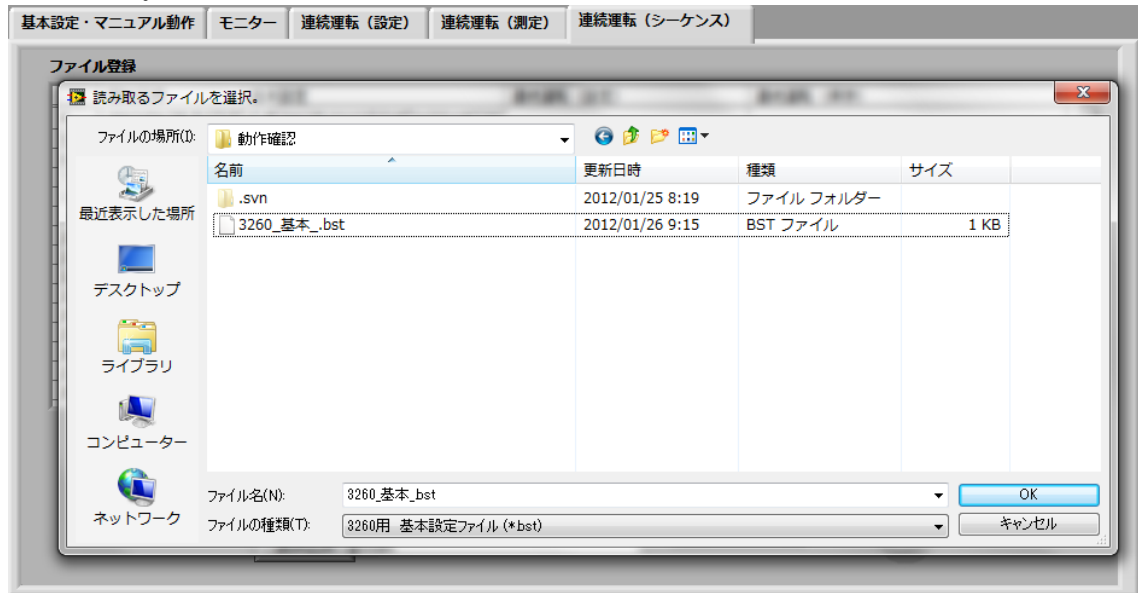 基本設定・マニュアル動作 モニター 連続運転（設定） 連続運転（測定） 連続運転（シーケンス）
ファイル登録
読み取るファイルを選択。
ファイルの場所(I): 動作確認
名前 更新日時 種類 サイズ
.svn 2012/01/25 8:19 ファイル フォルダー
3260_基本_.bst 2012/01/26 9:15 BST ファイル 1 KB
最近表示した場所
デスクトップ
ライブラリ
コンピューター
ネットワーク
ファイル名(N): 3260_基本_bst OK
ファイルの種類(T): 3260用 基本設定ファイル (*bst) キャンセル